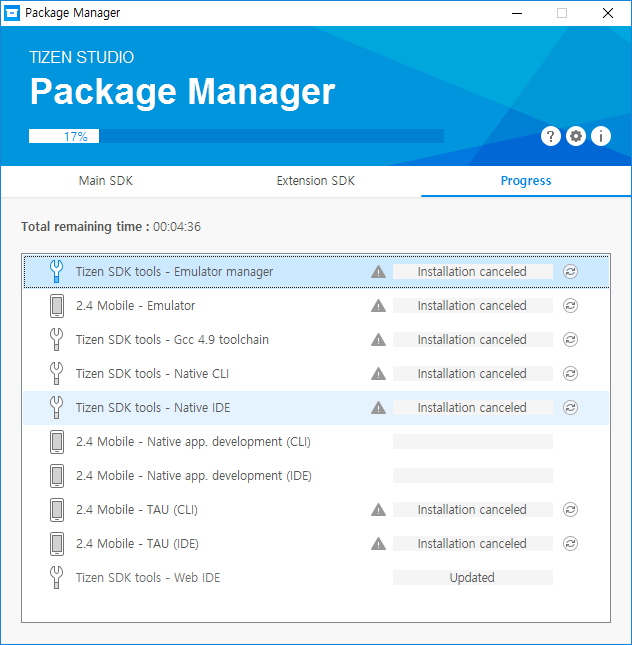 Package Manager
TIZEN STUDIO
Package Manager
17%
? i
Main SDK Extension SDK Progress
Total remaining time : 00:04:36
Tizen SDK tools - Emulator manager Installation canceled
2.4 Mobile - Emulator Installation canceled
Tizen SDK tools - Gcc 4.9 toolchain Installation canceled
Tizen SDK tools - Native CLI Installation canceled
Tizen SDK tools - Native IDE Installation canceled
2.4 Mobile - Native app. development (CLI)
2.4 Mobile - Native app. development (IDE)
2.4 Mobile - TAU (CLI) Installation canceled
2.4 Mobile - TAU (IDE) Installation canceled
Tizen SDK tools - Web IDE Updated